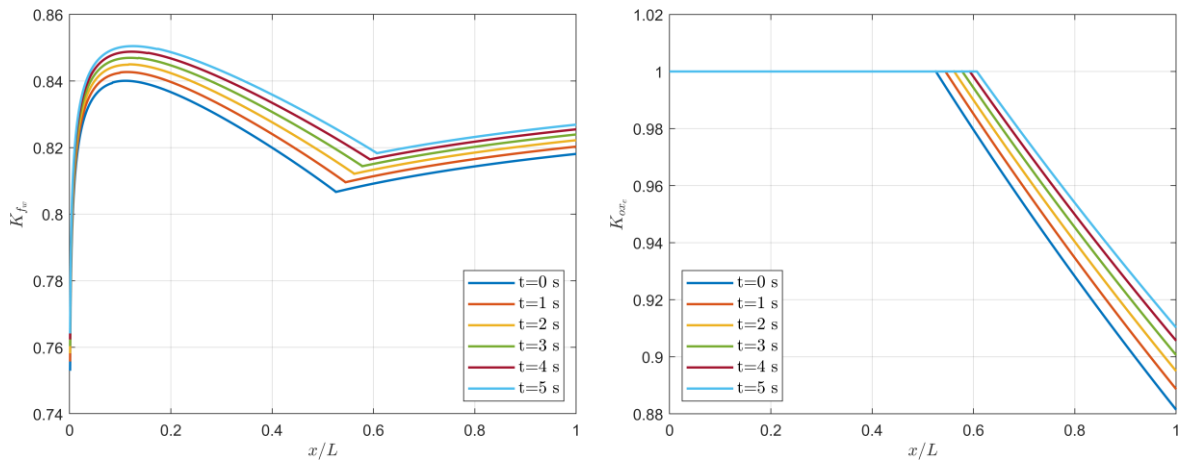 0.86
0.84
0.82
0.8
0.78
0.76
0.74
K_{f_w}
0 0.2 0.4 0.6 0.8 1
x/L
t=0 s
t=1 s
t=2 s
t=3 s
t=4 s
t=5 s
1.02
1
0.98
0.96
0.94
0.92
0.9
0.88
K_{ox_e}
0 0.2 0.4 0.6 0.8 1
x/L
t=0 s
t=1 s
t=2 s
t=3 s
t=4 s
t=5 s